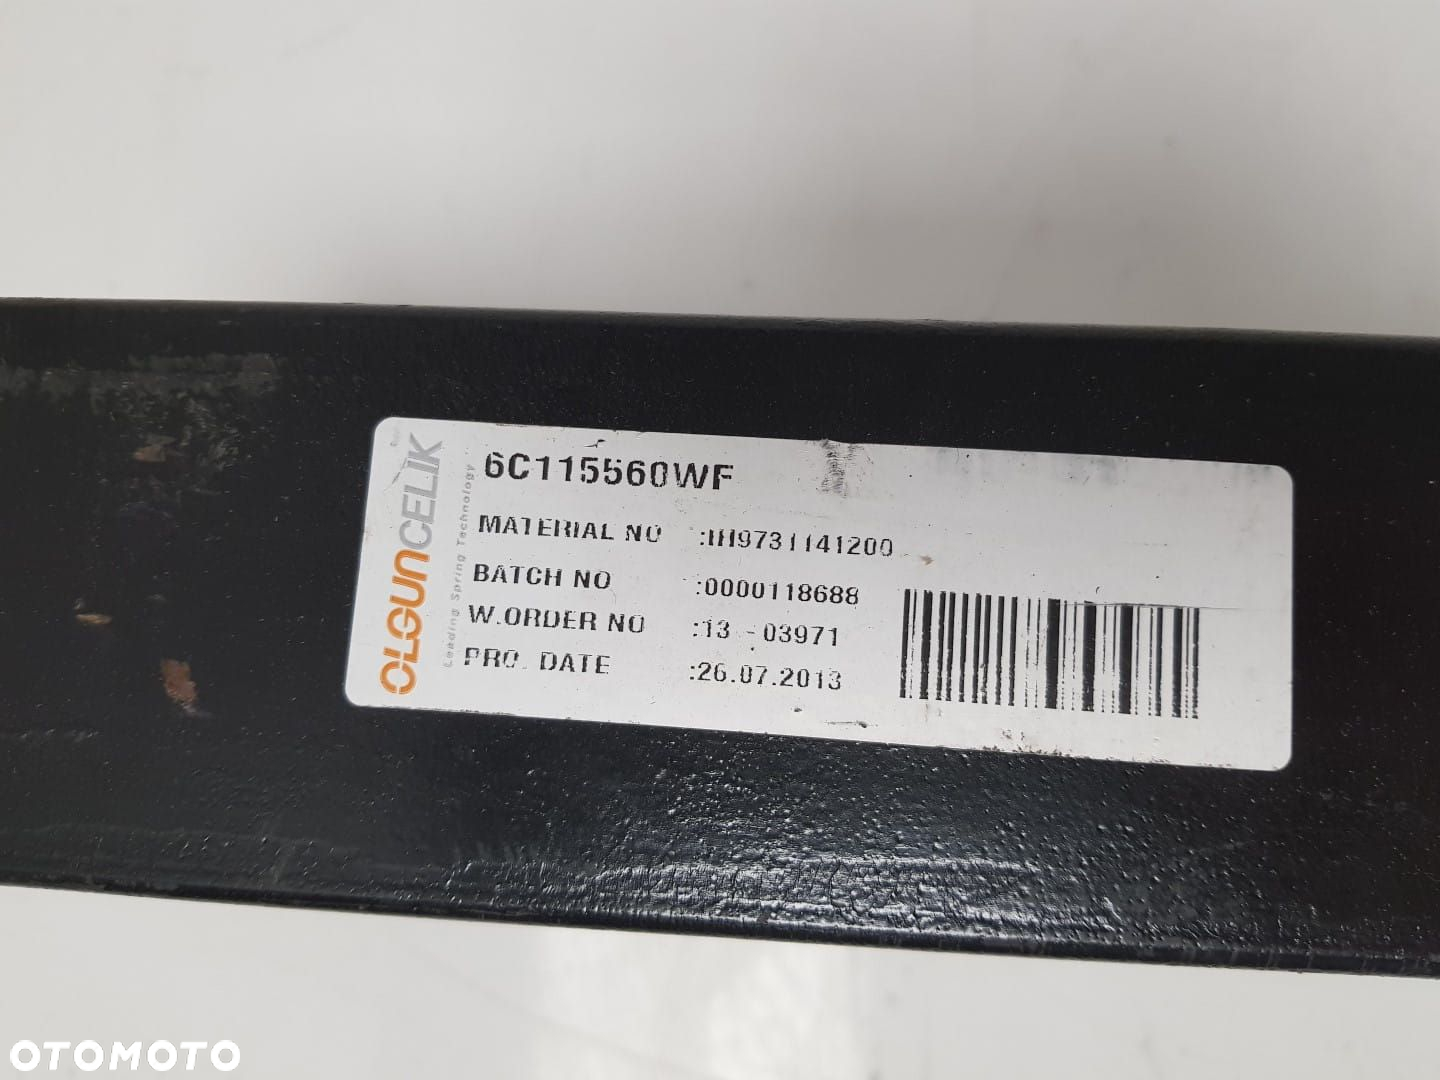 OLGUNCELIK
Leading Spring Technology
6C115560WF
MATERIAL NO :HH9731141200
BATCH NO :0000118688
W.ORDER NO :13 - 03971
PRO. DATE :26.07.2013
OTOMOTO